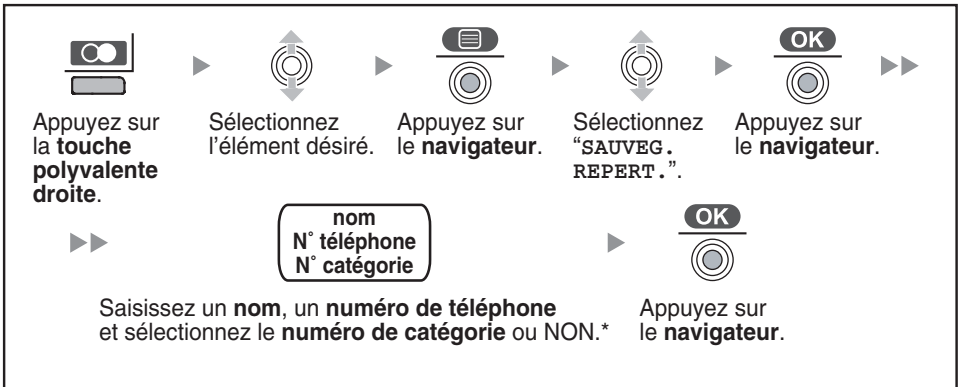 OK
Appuyez sur
la touche
polyvalente
droite.
Sélectionnez
l'élément désiré.
Appuyez sur
le navigateur.
Sélectionnez
“SAUVEG.
REPERT.”.
Appuyez sur
le navigateur.
nom
N˚ téléphone
N˚ catégorie
OK
Saisissez un nom, un numéro de téléphone
et sélectionnez le numéro de catégorie ou NON.*
Appuyez sur
le navigateur.